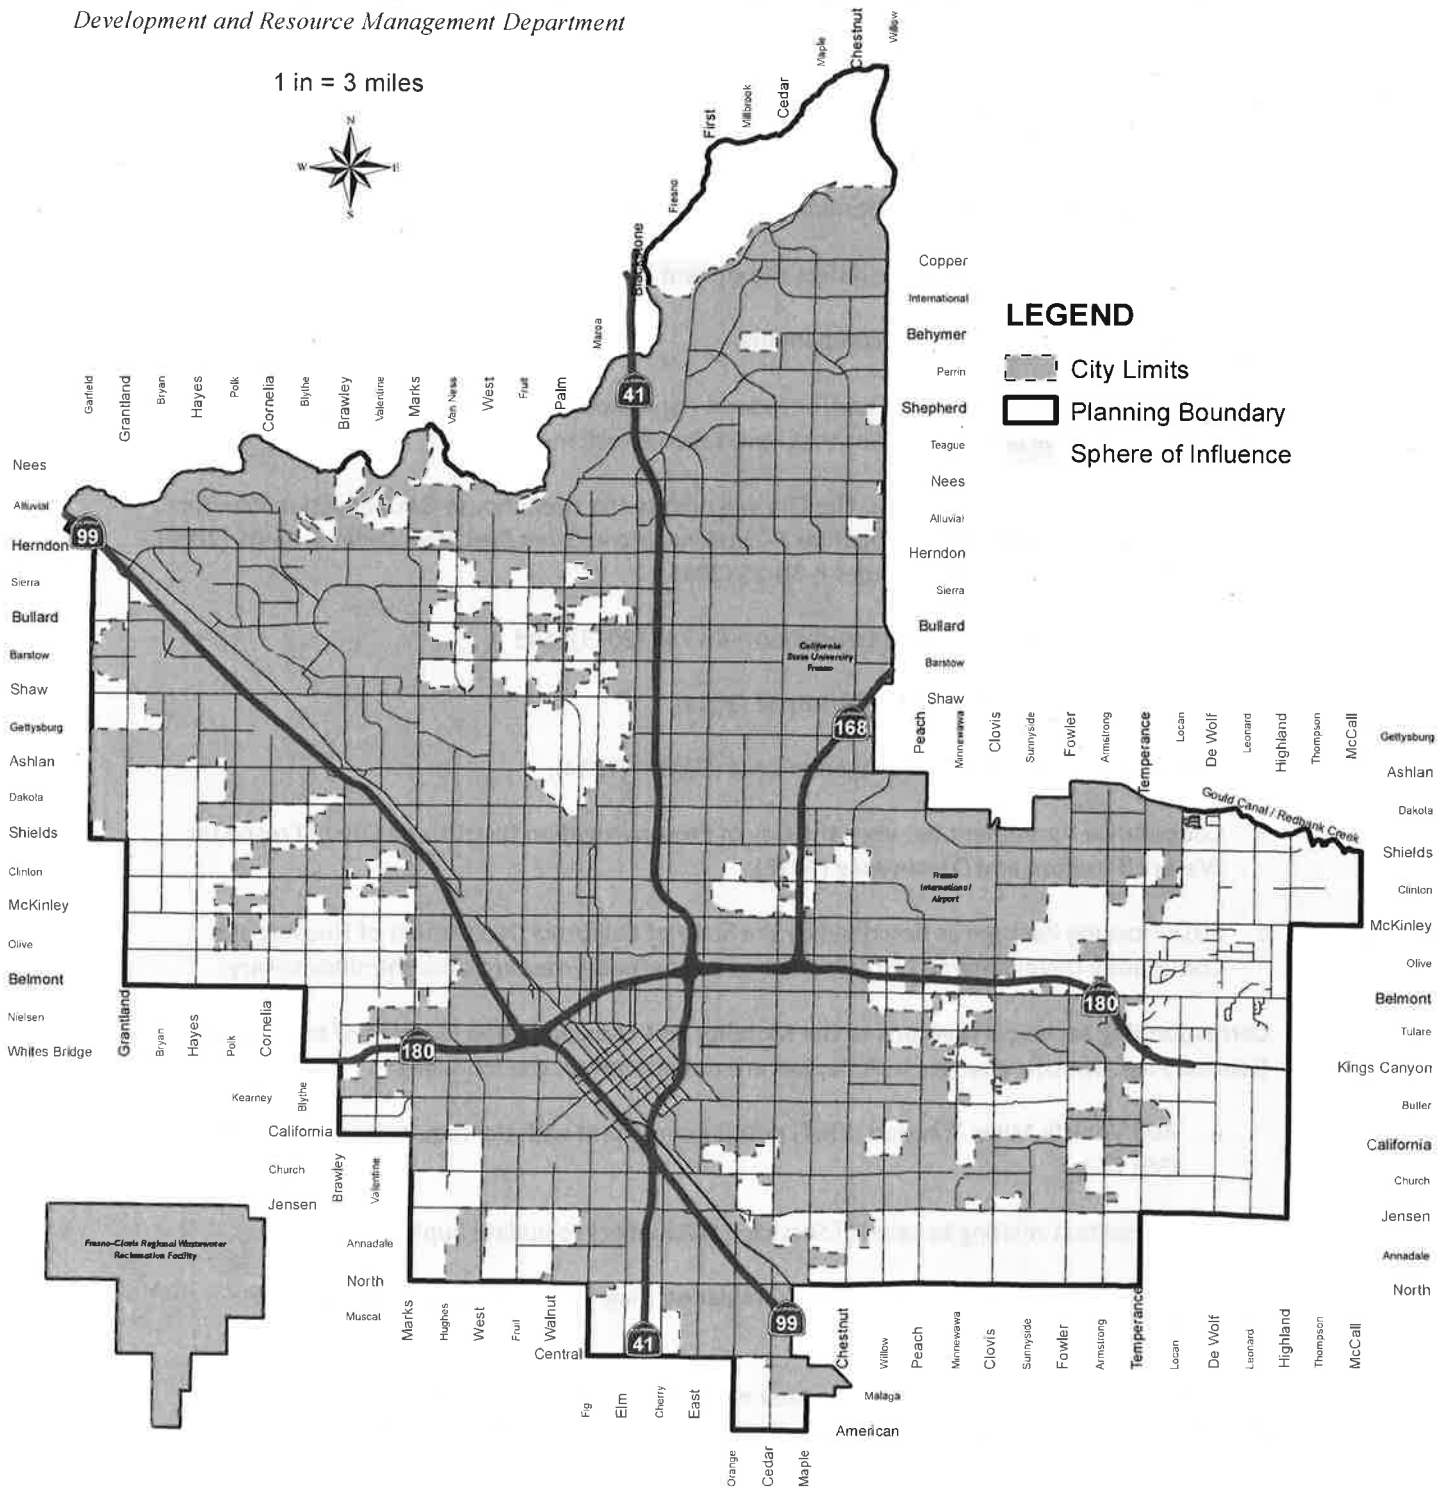 Development and Resource Management Department
1 in = 3 miles
N
W
E
S
Willow
Chestnut
Maple
Cedar
Millbrook
First
Fresno
Blackstone
Maroa
Palm
Fruit
West
Van Ness
Marks
Valentine
Brawley
Blythe
Cornelia
Polk
Hayes
Bryan
Grantland
Garfield
Copper
International
Behymer
Perrin
Shepherd
Teague
Nees
Alluvial
Herndon
Sierra
Bullard
Barstow
Shaw
LEGEND
City Limits
Planning Boundary
Sphere of Influence
Nees
Alluvial
Herndon
Sierra
Bullard
Barstow
Shaw
Gettysburg
Ashlan
Dakota
Shields
Clinton
McKinley
Olive
Belmont
Nielsen
Whites Bridge
41
99
168
180
180
41
99
California
State University
Fresno
Fresno
International
Airport
Peach
Minnewawa
Clovis
Sunnyside
Fowler
Armstrong
Temperance
Locan
De Wolf
Leonard
Highland
Thompson
McCall
Gould Canal / Redbank Creek
Gettysburg
Ashlan
Dakota
Shields
Clinton
McKinley
Olive
Belmont
Tulare
Kings Canyon
Butler
California
Church
Jensen
Annadale
North
Grantland
Bryan
Hayes
Polk
Cornelia
Kearney
Blythe
California
Church
Brawley
Valentine
Jensen
Annadale
North
Muscat
Fresno-Clovis Regional Wastewater
Reclamation Facility
Marks
Hughes
West
Fruit
Walnut
Central
Fig
Elm
Cherry
East
Orange
Cedar
Maple
Chestnut
Willow
Peach
Minnewawa
Clovis
Sunnyside
Fowler
Armstrong
Temperance
Locan
De Wolf
Leonard
Highland
Thompson
McCall
Malaga
American